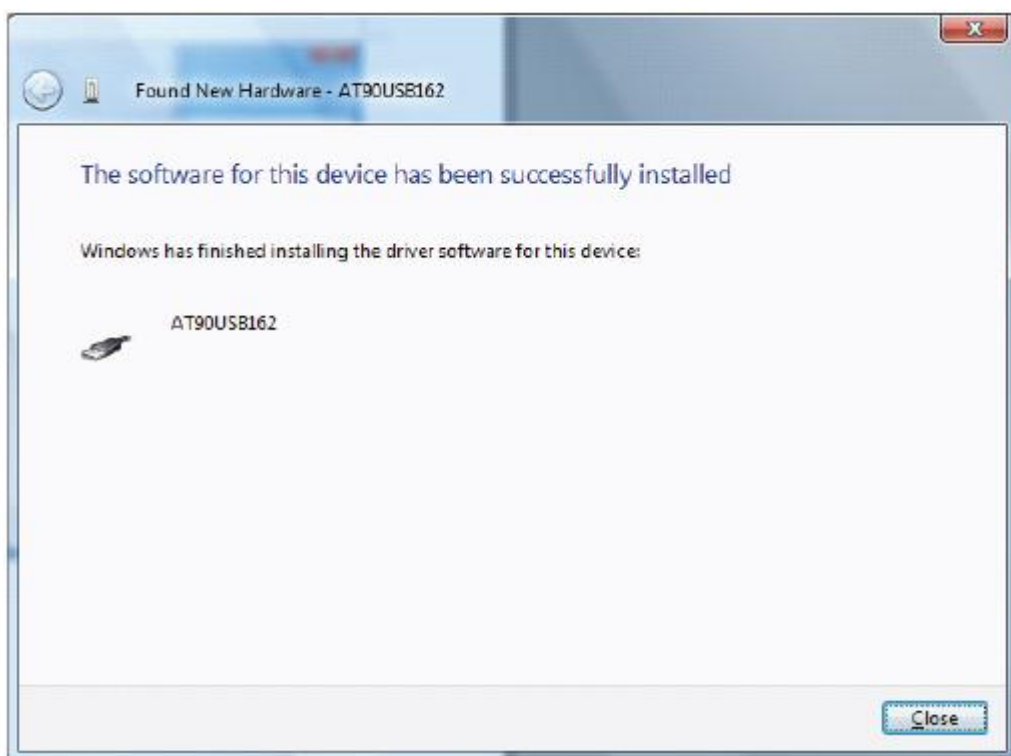 Found New Hardware - AT90USB162
The software for this device has been successfully installed
Windows has finished installing the driver software for this device:
AT90USB162
Close